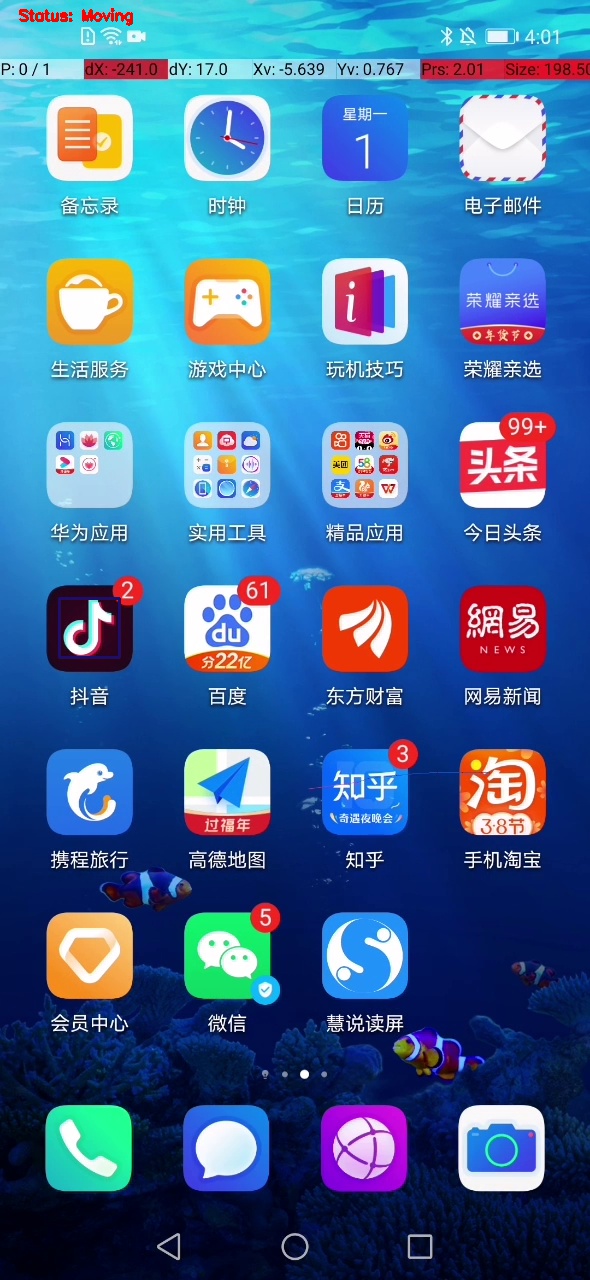 Status: Moving
4:01
P: 0 / 1 dX: -241.0 dY: 17.0 Xv: -5.639 Yv: 0.767 Prs: 2.01 Size: 198.50
星期一
1
备忘录 时钟 日历 电子邮件
荣耀亲选
年货节
生活服务 游戏中心 玩机技巧 荣耀亲选
99+
头条
美团
58
华为应用 实用工具 精品应用 今日头条
2 61
du
分22亿
網易
NEWS
抖音 百度 东方财富 网易新闻
3
知乎
奇遇夜晚会
淘
3.8节
过福年
携程旅行 高德地图 知乎 手机淘宝
5
会员中心 微信 慧说读屏